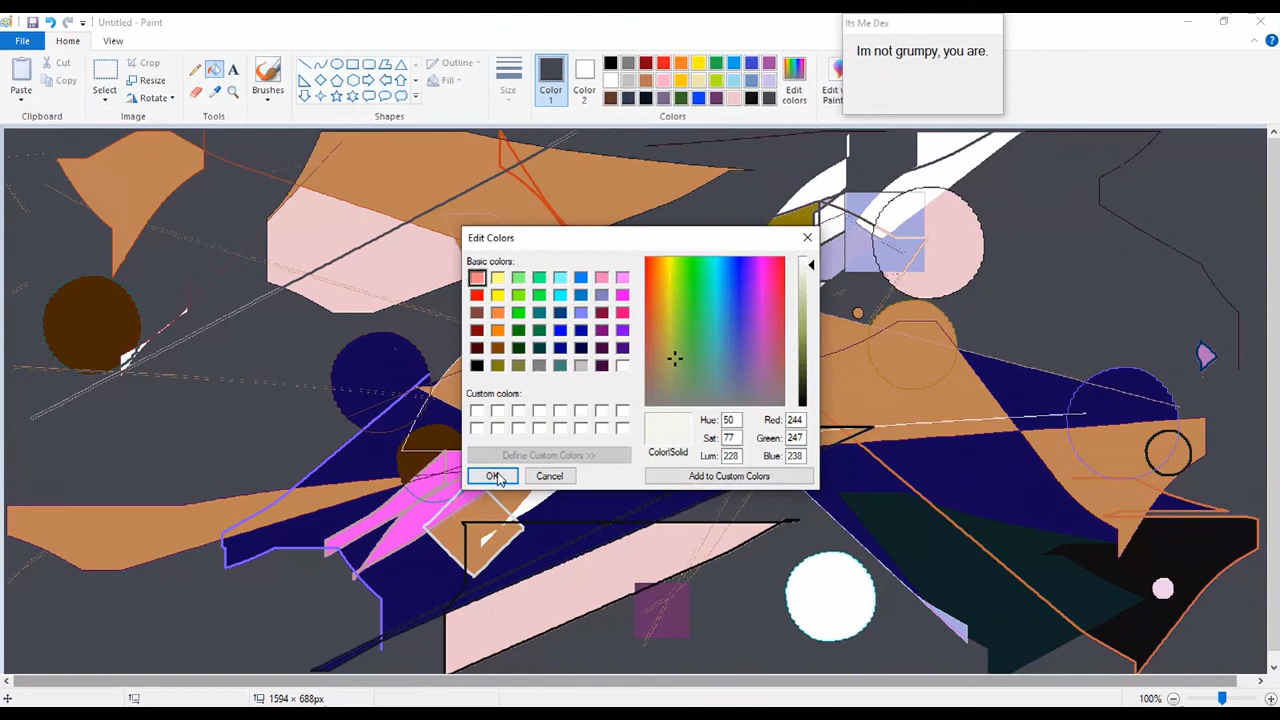 Untitled - Paint
File
Home
View
Paste
Cut
Copy
Clipboard
Select
Crop
Resize
Rotate
Image
A
Tools
Brushes
Shapes
Outline
Fill
Size
Color
1
Color
2
Edit
colors
Colors
Its Me Dex
Im not grumpy, you are.
Edit Colors
Basic colors:
Custom colors:
Define Custom Colors >>
OK
Cancel
Color|Solid
Hue: 50
Sat: 77
Lum: 228
Red: 244
Green: 247
Blue: 238
Add to Custom Colors
1594 × 688px
100%